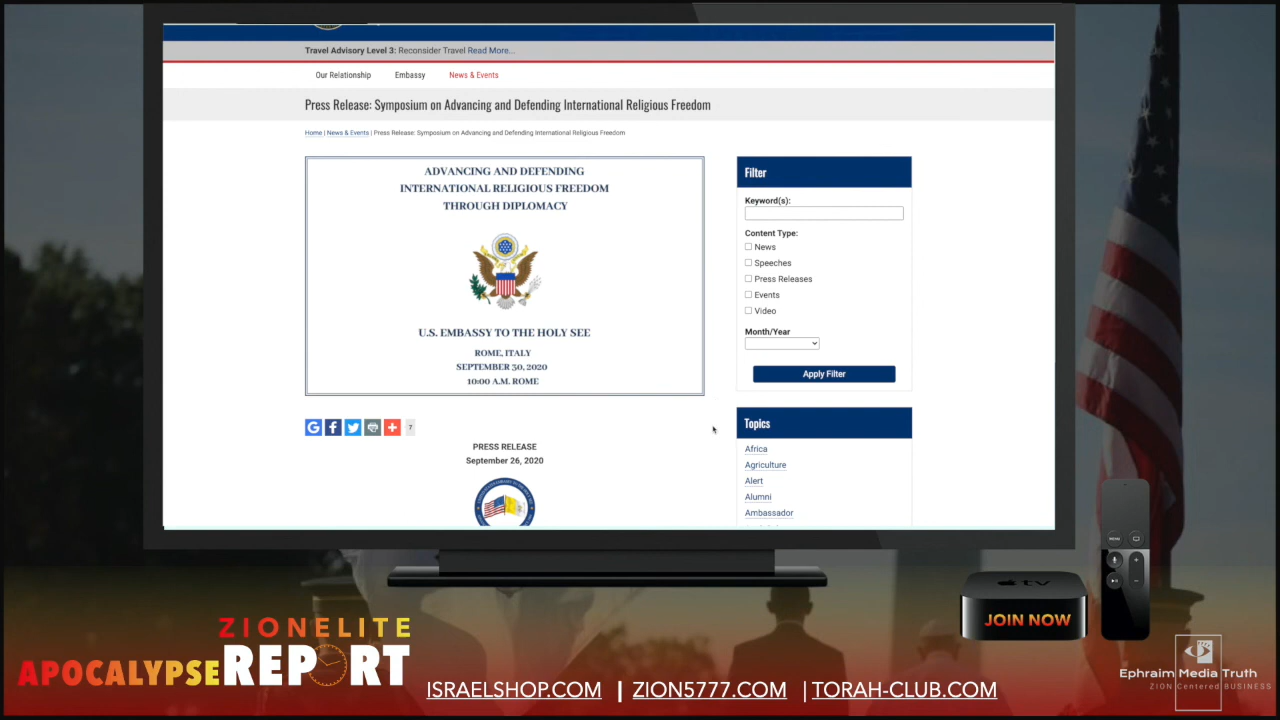 Travel Advisory Level 3: Reconsider Travel Read More...
Our Relationship Embassy News & Events
Press Release: Symposium on Advancing and Defending International Religious Freedom
Home | News & Events | Press Release: Symposium on Advancing and Defending International Religious Freedom
ADVANCING AND DEFENDING
INTERNATIONAL RELIGIOUS FREEDOM
THROUGH DIPLOMACY
U.S. EMBASSY TO THE HOLY SEE
ROME, ITALY
SEPTEMBER 30, 2020
10:00 A.M. ROME
7
PRESS RELEASE
September 26, 2020
Filter
Keyword(s):
Content Type:
News
Speeches
Press Releases
Events
Video
Month/Year
Apply Filter
Topics
Africa
Agriculture
Alert
Alumni
Ambassador
MENU
tv
JOIN NOW
ZIONELITE
APOCALYPSE REPORT
ISRAELSHOP.COM | ZION5777.COM | TORAH-CLUB.COM
Ephraim Media Truth
ZION Centered BUSINESS